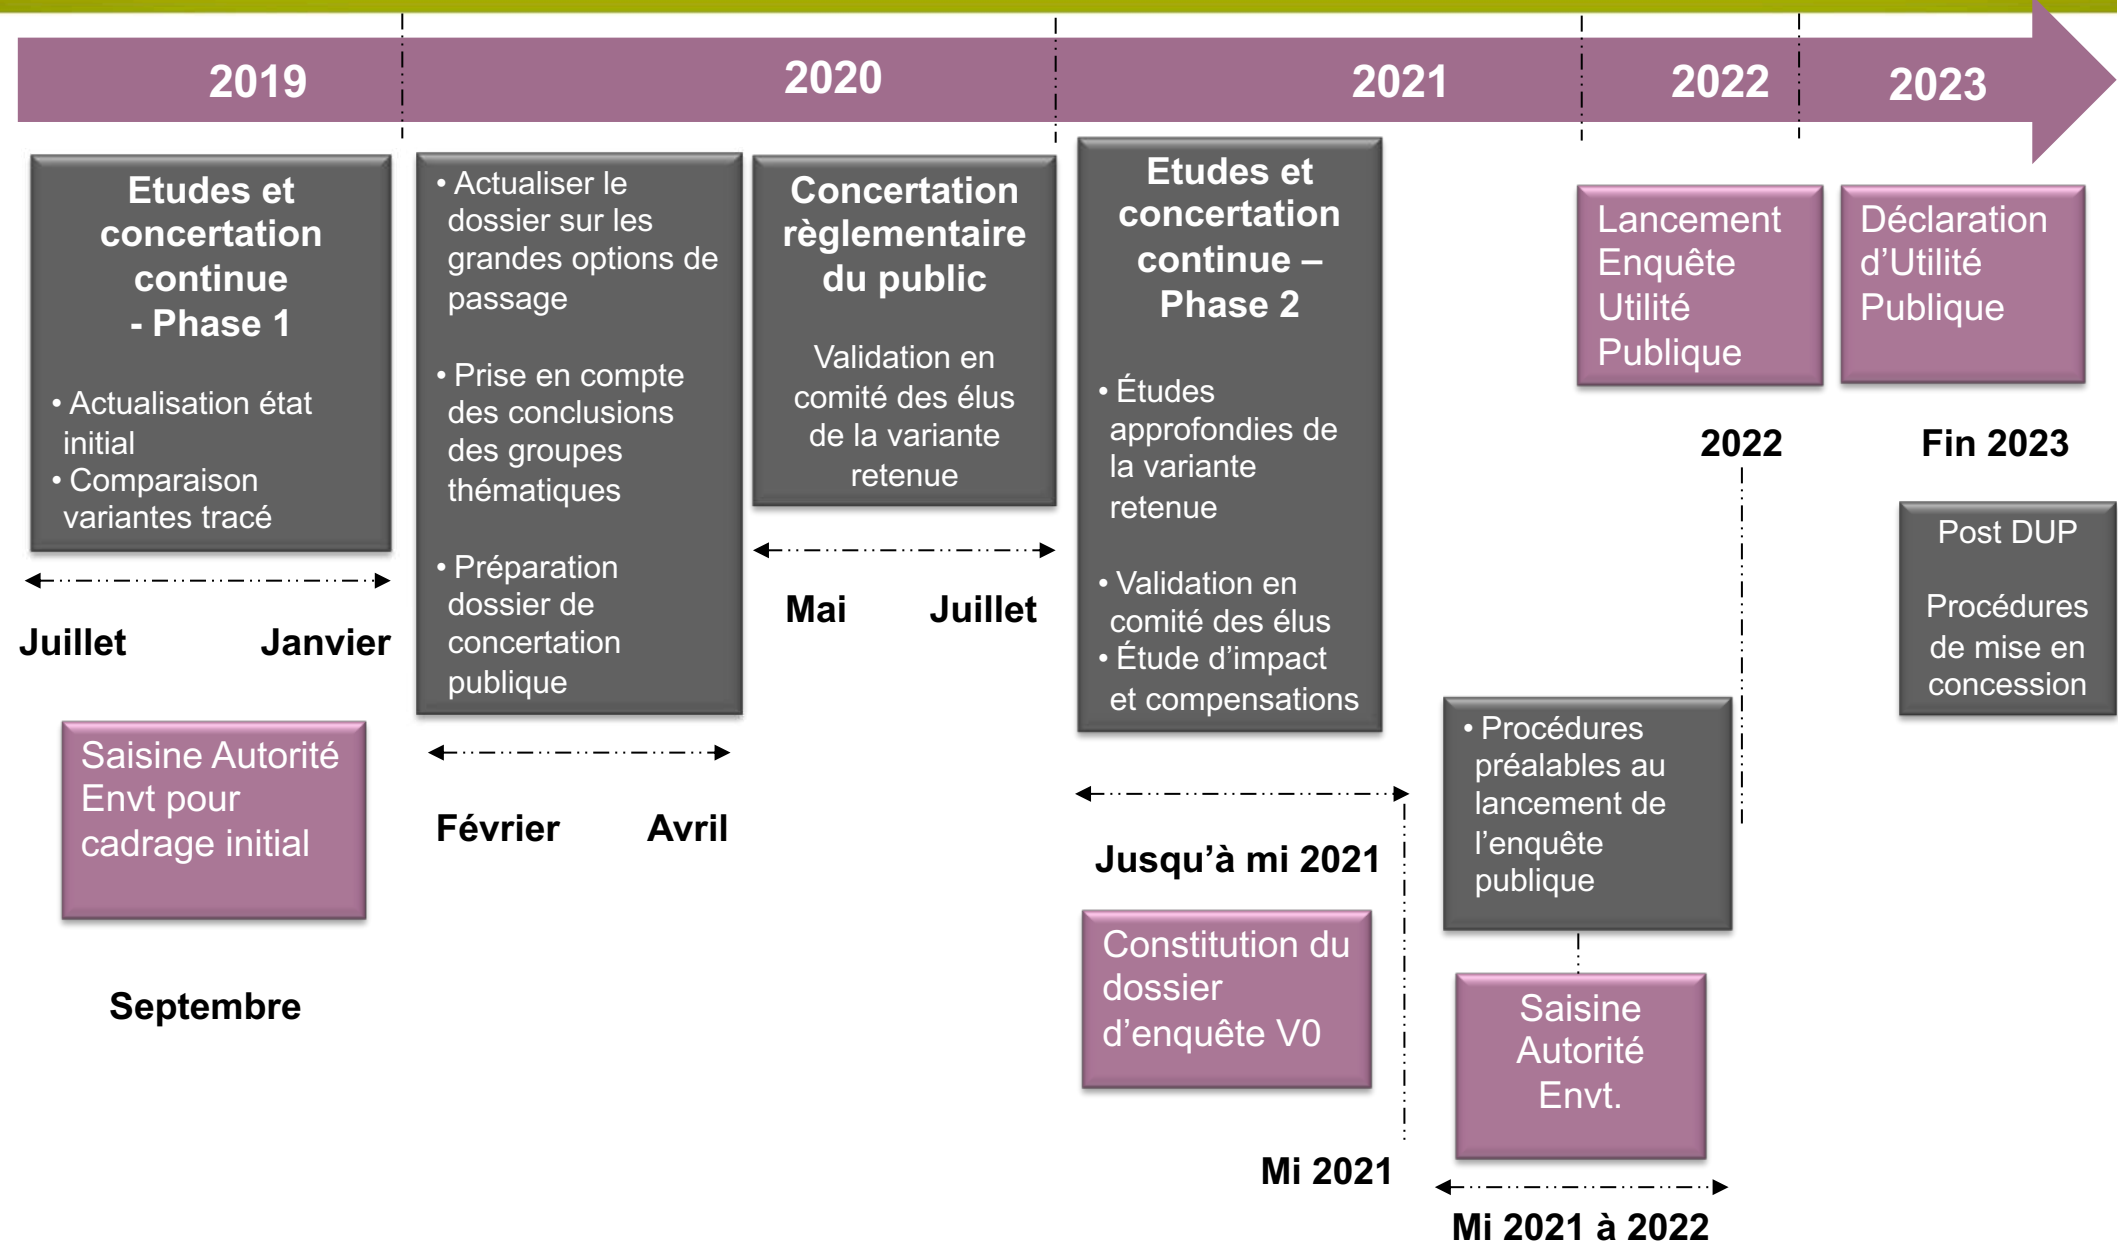 2019
2020
2021
2022
2023
Etudes et
concertation
continue
- Phase 1
• Actualisation état
initial
• Comparaison
variantes tracé
Juillet
Janvier
Saisine Autorité
Envt pour
cadrage initial
Septembre
• Actualiser le
dossier sur les
grandes options de
passage
• Prise en compte
des conclusions
des groupes
thématiques
• Préparation
dossier de
concertation
publique
Février
Avril
Concertation
règlementaire
du public
Validation en
comité des élus
de la variante
retenue
Mai
Juillet
Etudes et
concertation
continue –
Phase 2
• Études
approfondies de
la variante
retenue
• Validation en
comité des élus
• Étude d’impact
et compensations
Jusqu’à mi 2021
Constitution du
dossier
d’enquête V0
Mi 2021
• Procédures
préalables au
lancement de
l’enquête
publique
Saisine
Autorité
Envt.
Mi 2021 à 2022
Lancement
Enquête
Utilité
Publique
2022
Déclaration
d’Utilité
Publique
Fin 2023
Post DUP
Procédures
de mise en
concession